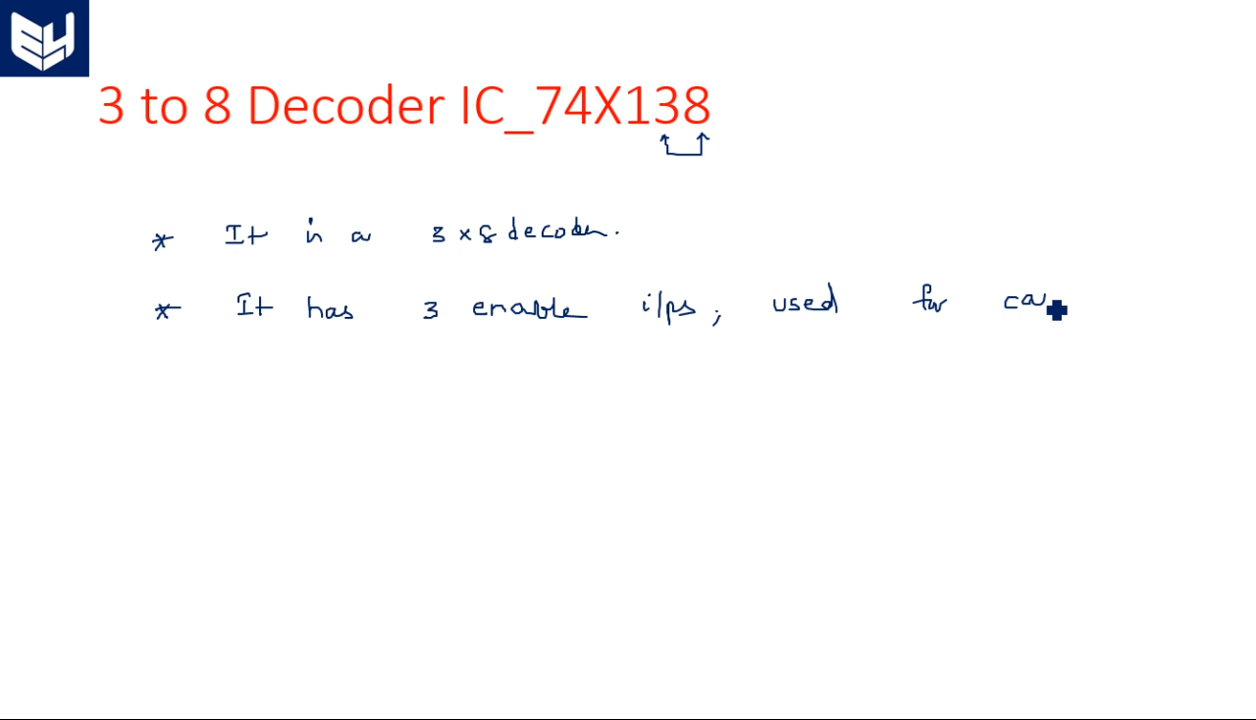 3 to 8 Decoder IC_74X138
* It is a 3x8 decoder.
* It has 3 enable i/ps, used for ca